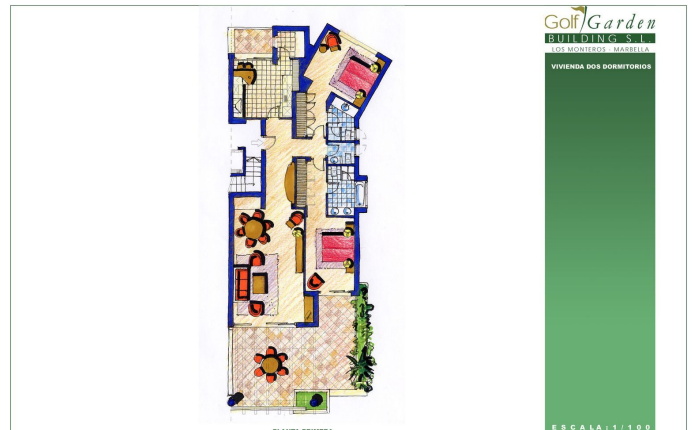 Golf Garden
BUILDING S.L.
LOS MONTEROS - MARBELLA
VIVIENDA DOS DORMITORIOS
ESCALA: 1/100